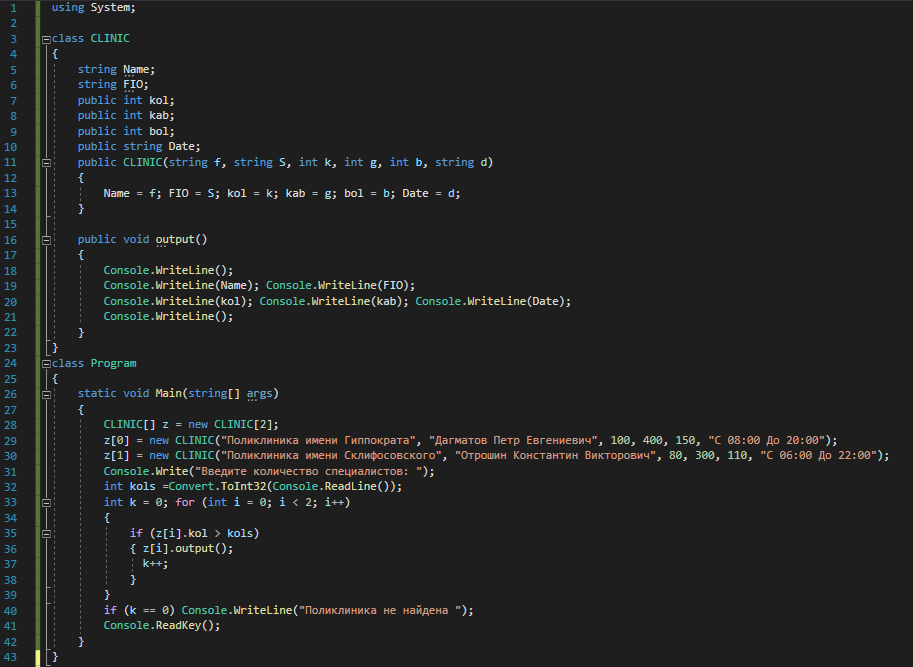 1 using System;
2
3 class CLINIC
4 {
5     string Name;
6     string FIO;
7     public int kol;
8     public int kab;
9     public int bol;
10     public string Date;
11     public CLINIC(string f, string S, int k, int g, int b, string d)
12     {
13         Name = f; FIO = S; kol = k; kab = g; bol = b; Date = d;
14     }
15
16     public void output()
17     {
18         Console.WriteLine();
19         Console.WriteLine(Name); Console.WriteLine(FIO);
20         Console.WriteLine(kol); Console.WriteLine(kab); Console.WriteLine(Date);
21         Console.WriteLine();
22     }
23 }
24 class Program
25 {
26     static void Main(string[] args)
27     {
28         CLINIC[] z = new CLINIC[2];
29         z[0] = new CLINIC("Поликлиника имени Гиппократа", "Дагматов Петр Евгениевич", 100, 400, 150, "С 08:00 До 20:00");
30         z[1] = new CLINIC("Поликлиника имени Склифосовского", "Отрошин Константин Викторович", 80, 300, 110, "С 06:00 До 22:00");
31         Console.Write("Введите количество специалистов: ");
32         int kols =Convert.ToInt32(Console.ReadLine());
33         int k = 0; for (int i = 0; i < 2; i++)
34         {
35             if (z[i].kol > kols)
36             { z[i].output();
37               k++;
38             }
39         }
40         if (k == 0) Console.WriteLine("Поликлиника не найдена ");
41         Console.ReadKey();
42     }
43 }